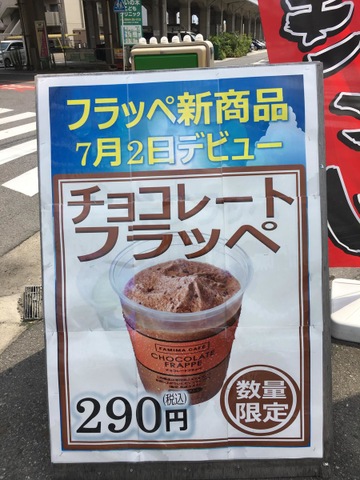 フラッペ新商品
7月2日デビュー
チョコレート
フラッペ
FAMIMA CAFÉ
CHOCOLATE
FRAPPE
290円
(税込)
数量
限定